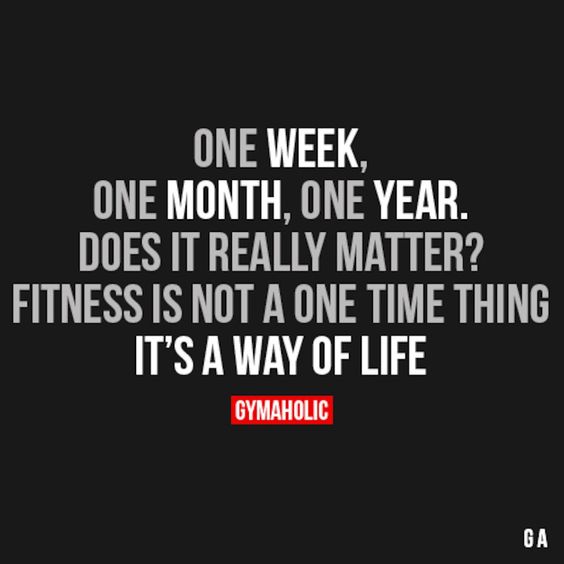 ONE WEEK,
ONE MONTH, ONE YEAR.
DOES IT REALLY MATTER?
FITNESS IS NOT A ONE TIME THING
IT'S A WAY OF LIFE
GYMAHOLIC
GA